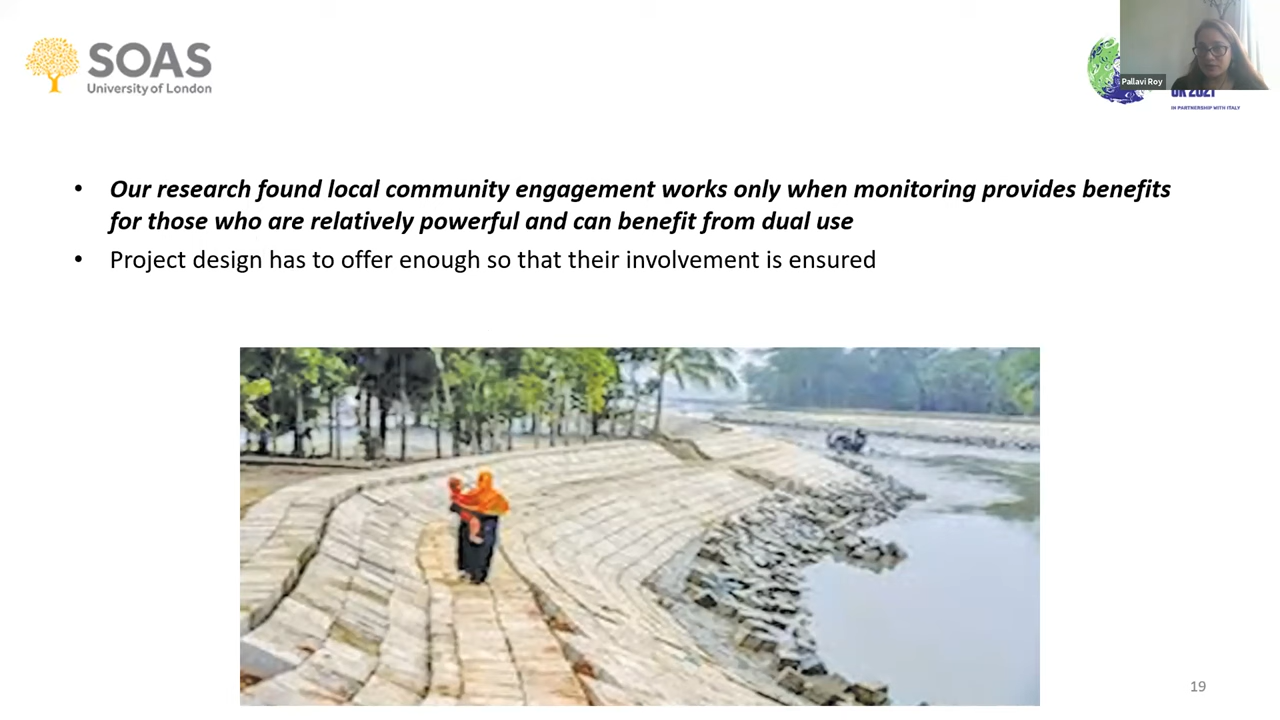 SOAS
University of London
Pallavi Roy
UK 2021
IN PARTNERSHIP WITH ITALY
• Our research found local community engagement works only when monitoring provides benefits
for those who are relatively powerful and can benefit from dual use
• Project design has to offer enough so that their involvement is ensured
19